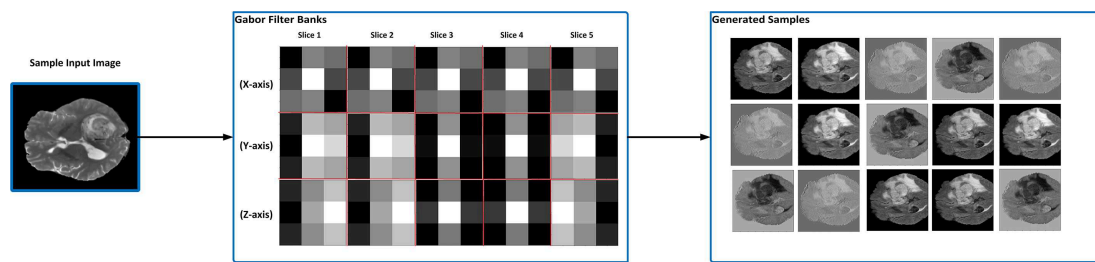 Gabor Filter Banks
Generated Samples
Slice 1 Slice 2 Slice 3 Slice 4 Slice 5
Sample Input Image
(X-axis)
(Y-axis)
(Z-axis)